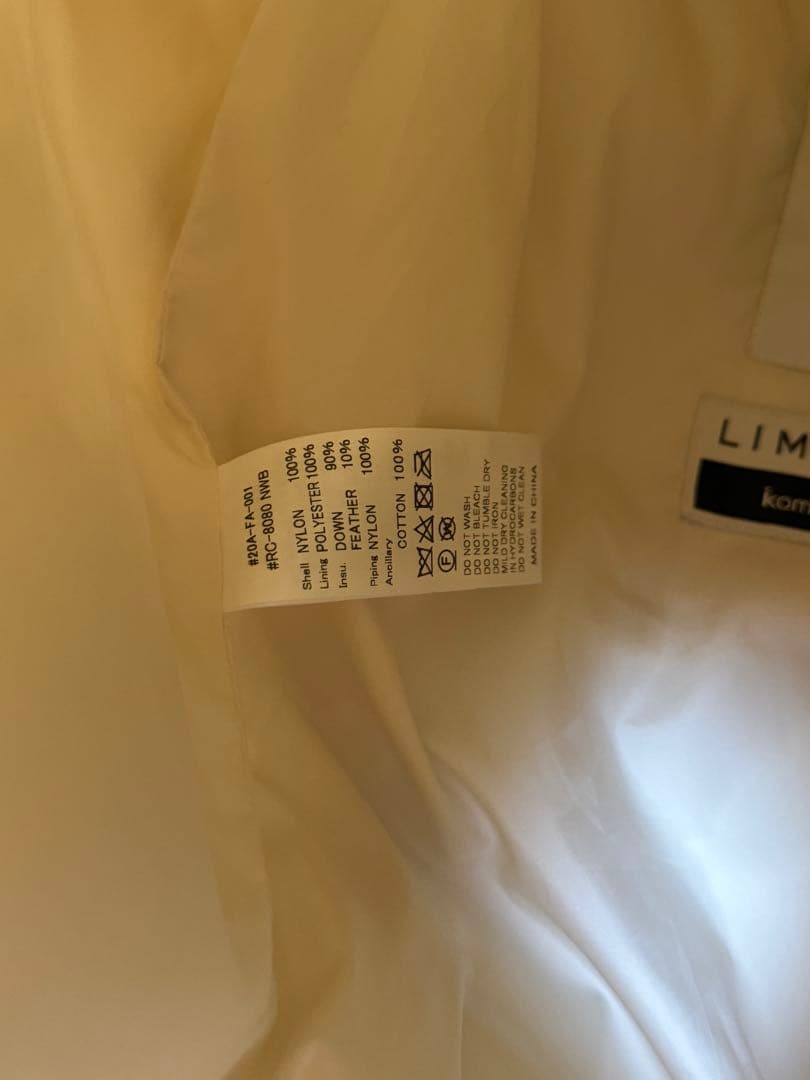 #20A-FA-001
#RC-8080 NWB
Shell NYLON 100%
Lining POLYESTER 100%
Insu. DOWN 90%
FEATHER 10%
Piping NYLON 100%
Ancillary
COTTON 100%
F W
DO NOT WASH
DO NOT BLEACH
DO NOT TUMBLE DRY
DO NOT IRON
MILD DRY CLEANING
IN HYDROCARBONS
DO NOT WET CLEAN
MADE IN CHINA
LIM
kam